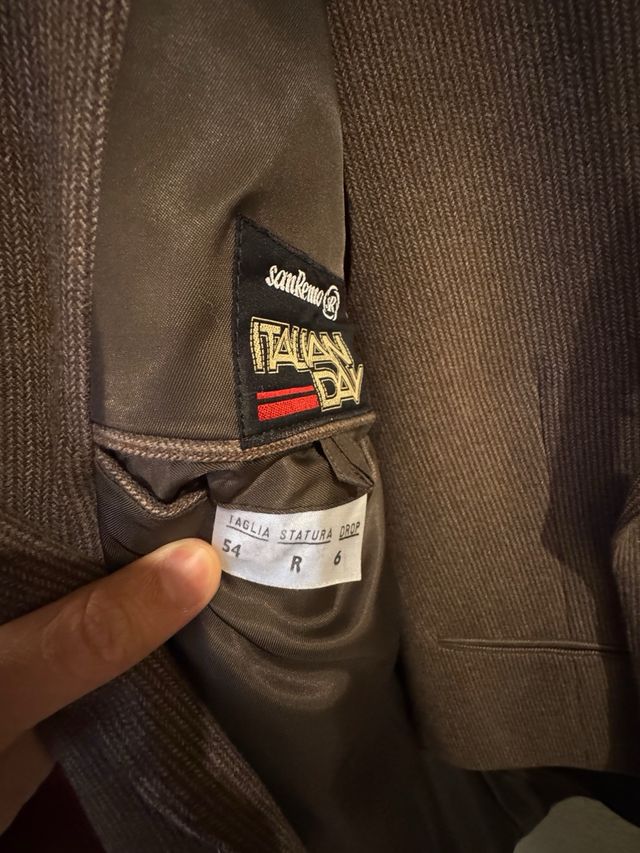 sanRemo R
ITALIAN
DAY
TAGLIA STATURA DROP
54 R 6